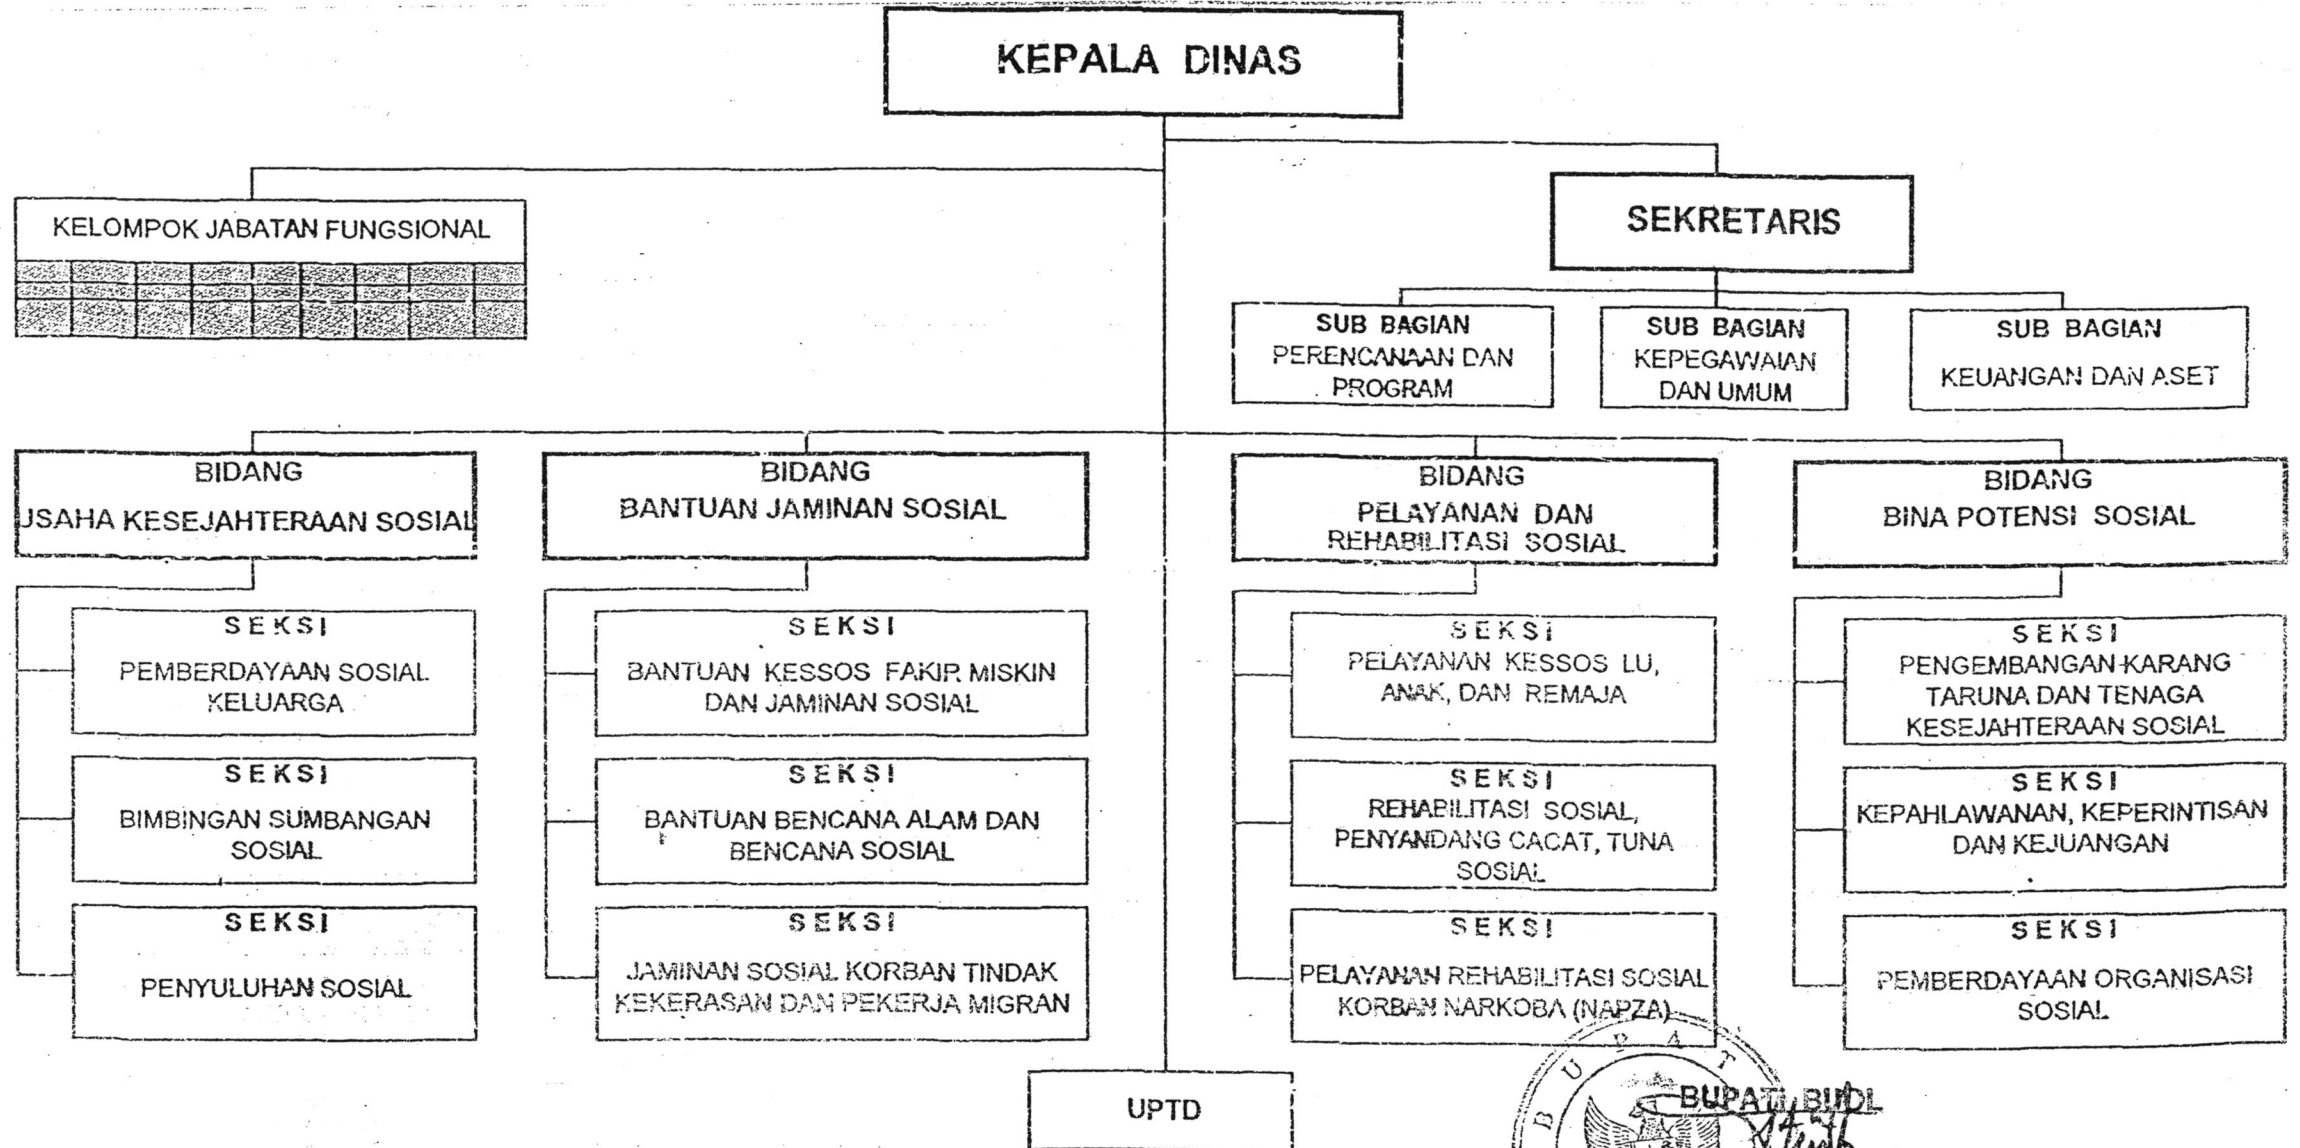 KEPALA DINAS
SEKRETARIS
KELOMPOK JABATAN FUNGSIONAL
SUB BAGIAN
PERENCANAAN DAN
PROGRAM
SUB BAGIAN
KEPEGAWAIAN
DAN UMUM
SUB BAGIAN
KEUANGAN DAN ASET
BIDANG
USAHA KESEJAHTERAAN SOSIAL
SEKSI
PEMBERDAYAAN SOSIAL
KELUARGA
SEKSI
BIMBINGAN SUMBANGAN
SOSIAL
SEKSI
PENYULUHAN SOSIAL
BIDANG
BANTUAN JAMINAN SOSIAL
SEKSI
BANTUAN KESSOS FAKIR MISKIN
DAN JAMINAN SOSIAL
SEKSI
BANTUAN BENCANA ALAM DAN
BENCANA SOSIAL
SEKSI
JAMINAN SOSIAL KORBAN TINDAK
KEKERASAN DAN PEKERJA MIGRAN
BIDANG
PELAYANAN DAN
REHABILITASI SOSIAL
SEKSI
PELAYANAN KESSOS LU,
ANAK, DAN REMAJA
SEKSI
REHABILITASI SOSIAL,
PENYANDANG CACAT, TUNA
SOSIAL
SEKSI
PELAYANAN REHABILITASI SOSIAL
KORBAN NARKOBA (NAPZA)
BIDANG
BINA POTENSI SOSIAL
SEKSI
PENGEMBANGAN KARANG
TARUNA DAN TENAGA
KESEJAHTERAAN SOSIAL
SEKSI
KEPAHLAWANAN, KEPERINTISAN
DAN KEJUANGAN
SEKSI
PEMBERDAYAAN ORGANISASI
SOSIAL
UPTD
BUPAT
BUPATI